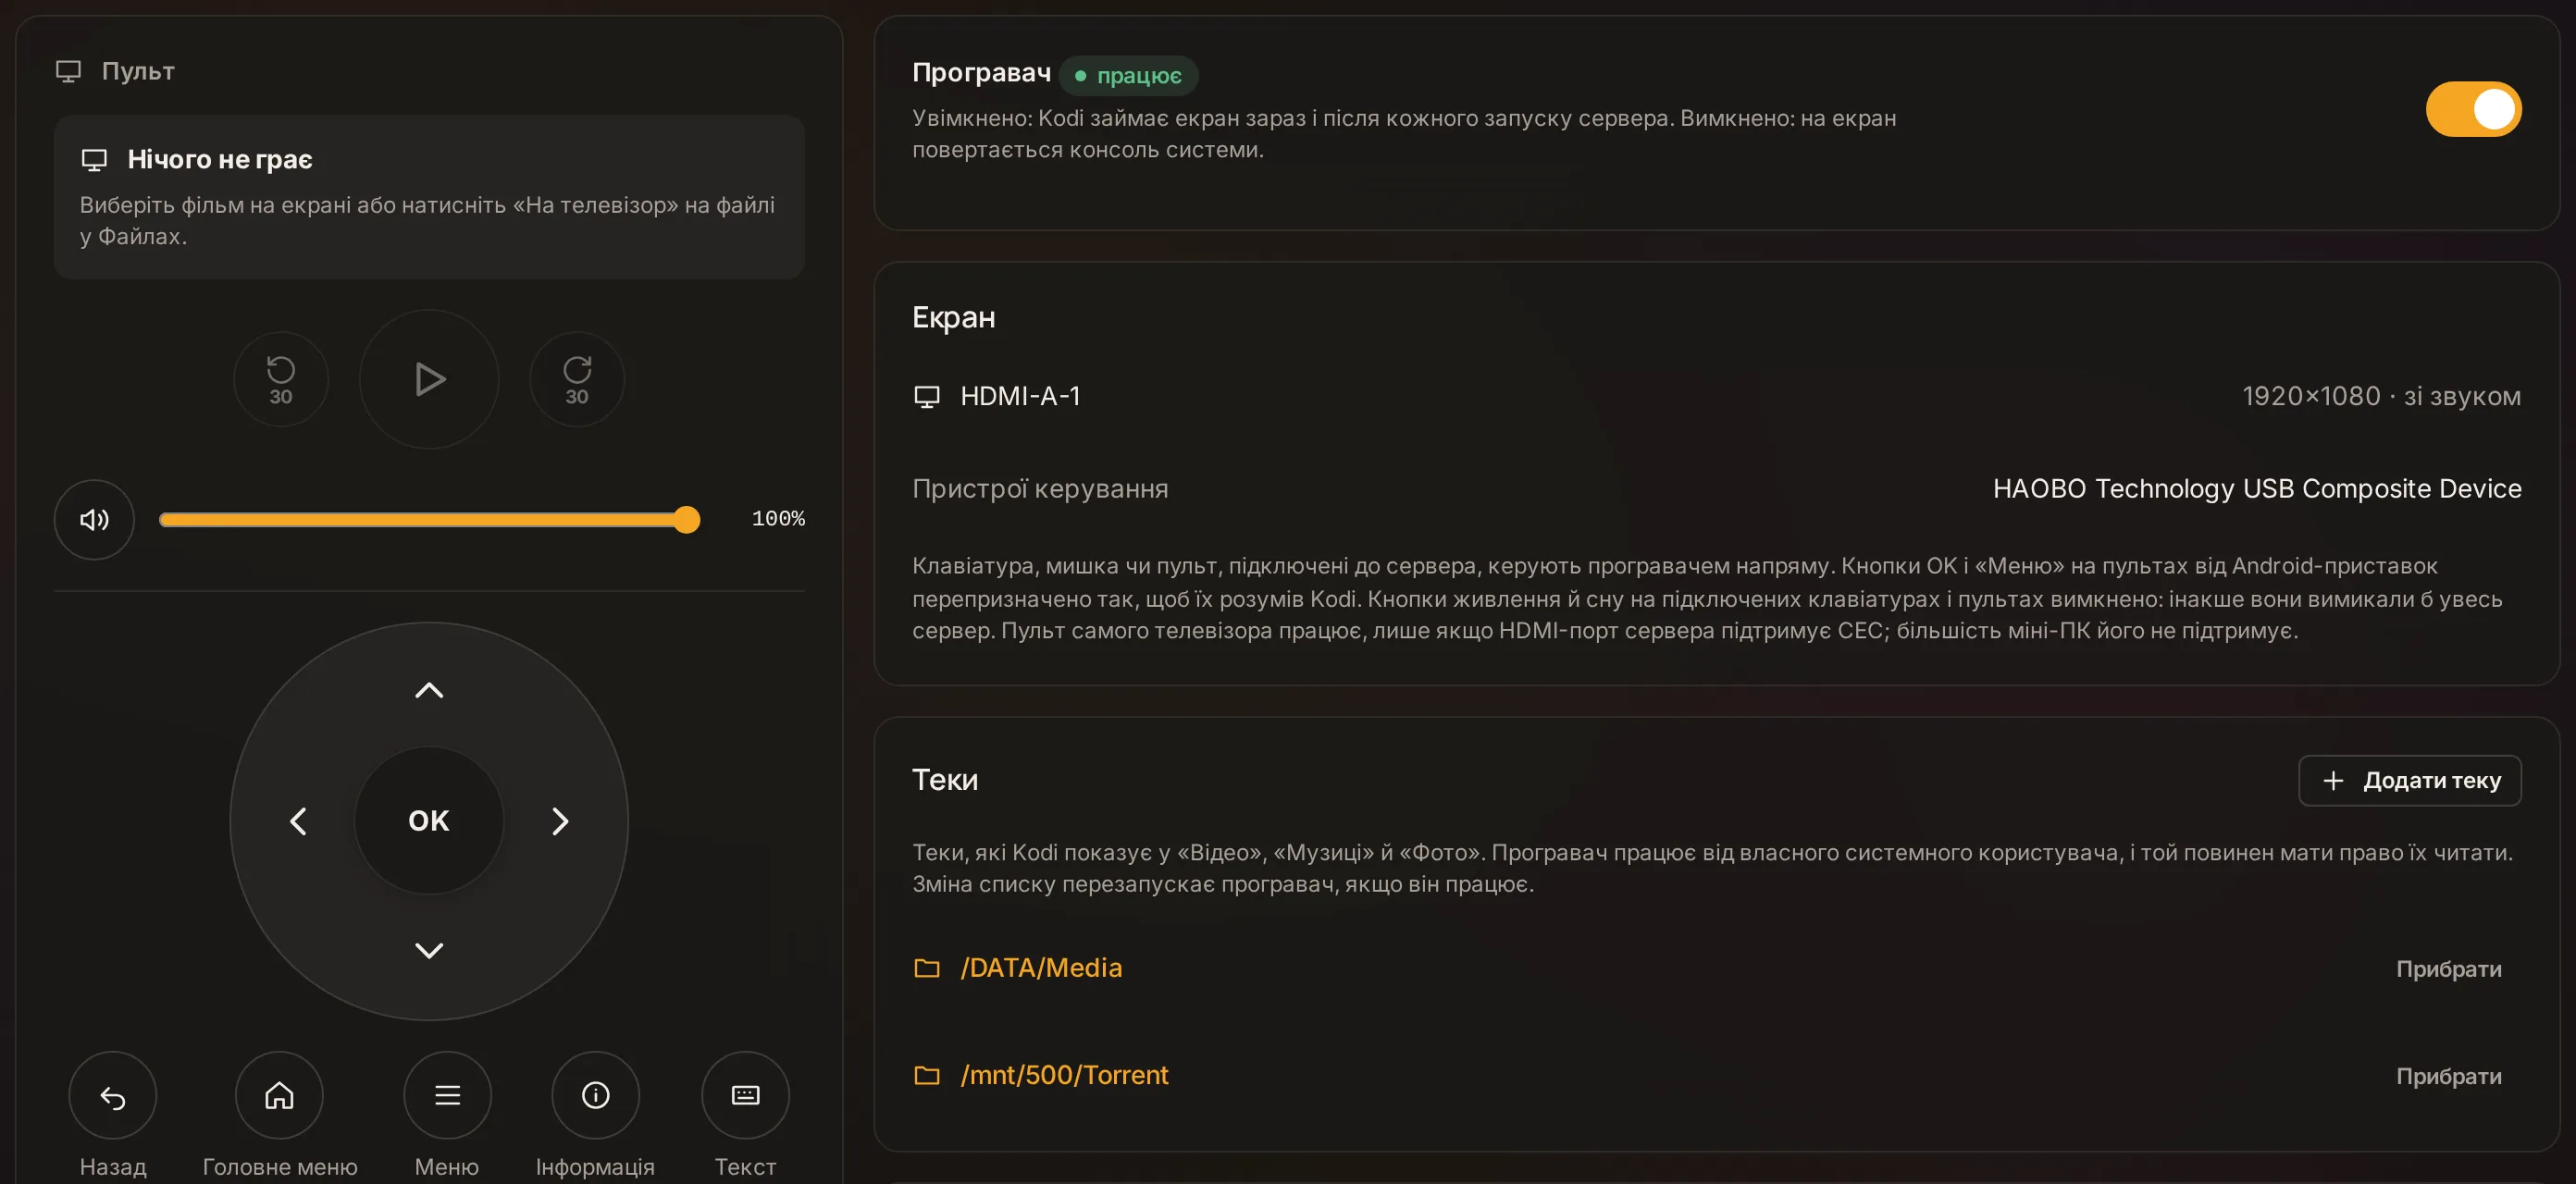 Пульт
Нічого не грає
Виберіть фільм на екрані або натисніть «На телевізор» на файлі
у Файлах.
30
30
100%
OK
Назад
Головне меню
Меню
Інформація
Текст
Програвач
працює
Увімкнено: Kodi займає екран зараз і після кожного запуску сервера. Вимкнено: на екран
повертається консоль системи.
Екран
HDMI-A-1
1920×1080 · зі звуком
Пристрої керування
HAOBO Technology USB Composite Device
Клавіатура, мишка чи пульт, підключені до сервера, керують програвачем напряму. Кнопки OK і «Меню» на пультах від Android-приставок
перепризначено так, щоб їх розумів Kodi. Кнопки живлення й сну на підключених клавіатурах і пультах вимкнено: інакше вони вимикали б увесь
сервер. Пульт самого телевізора працює, лише якщо HDMI-порт сервера підтримує CEC; більшість міні-ПК його не підтримує.
Теки
Додати теку
Теки, які Kodi показує у «Відео», «Музиці» й «Фото». Програвач працює від власного системного користувача, і той повинен мати право їх читати.
Зміна списку перезапускає програвач, якщо він працює.
/DATA/Media
Прибрати
/mnt/500/Torrent
Прибрати